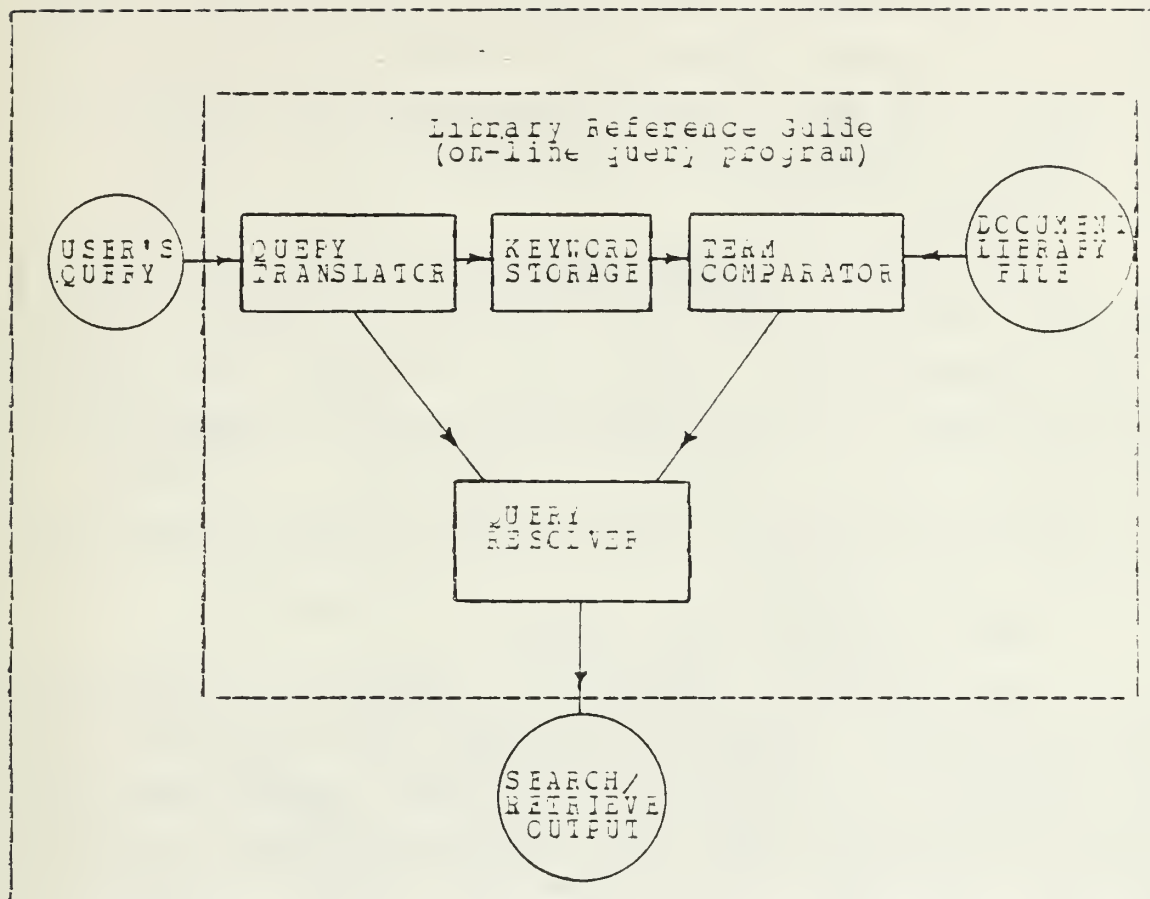 Library Reference Guide
(on-line query program)
USER'S
QUERY
QUERY
TRANSLATOR
KEYWORD
STORAGE
TERM
COMPARATOR
DOCUMENT
LIBRARY
FILE
QUERY
RESOLVER
SEARCH/
RETRIEVE
OUTPUT